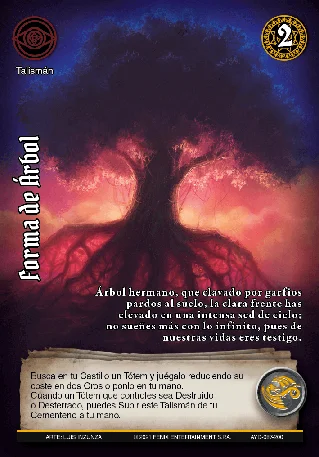 2
Talismán
Forma de Árbol
Árbol hermano, que clavado por garfios
pardos al suelo, la clara frente has
elevado en una intensa sed de cielo;
no sueñes más con lo infinito, pues de
nuestras vidas eres testigo.
Busca en tu Castillo un Tótem y juégalo reduciendo su
coste en dos Oros o ponlo en tu mano.
Cuando un Tótem que controles sea Destruido
o Desterrado, puedes Subir este Talismán de tu
Cementerio a tu mano.
ARTE: LUIS INZUNZA